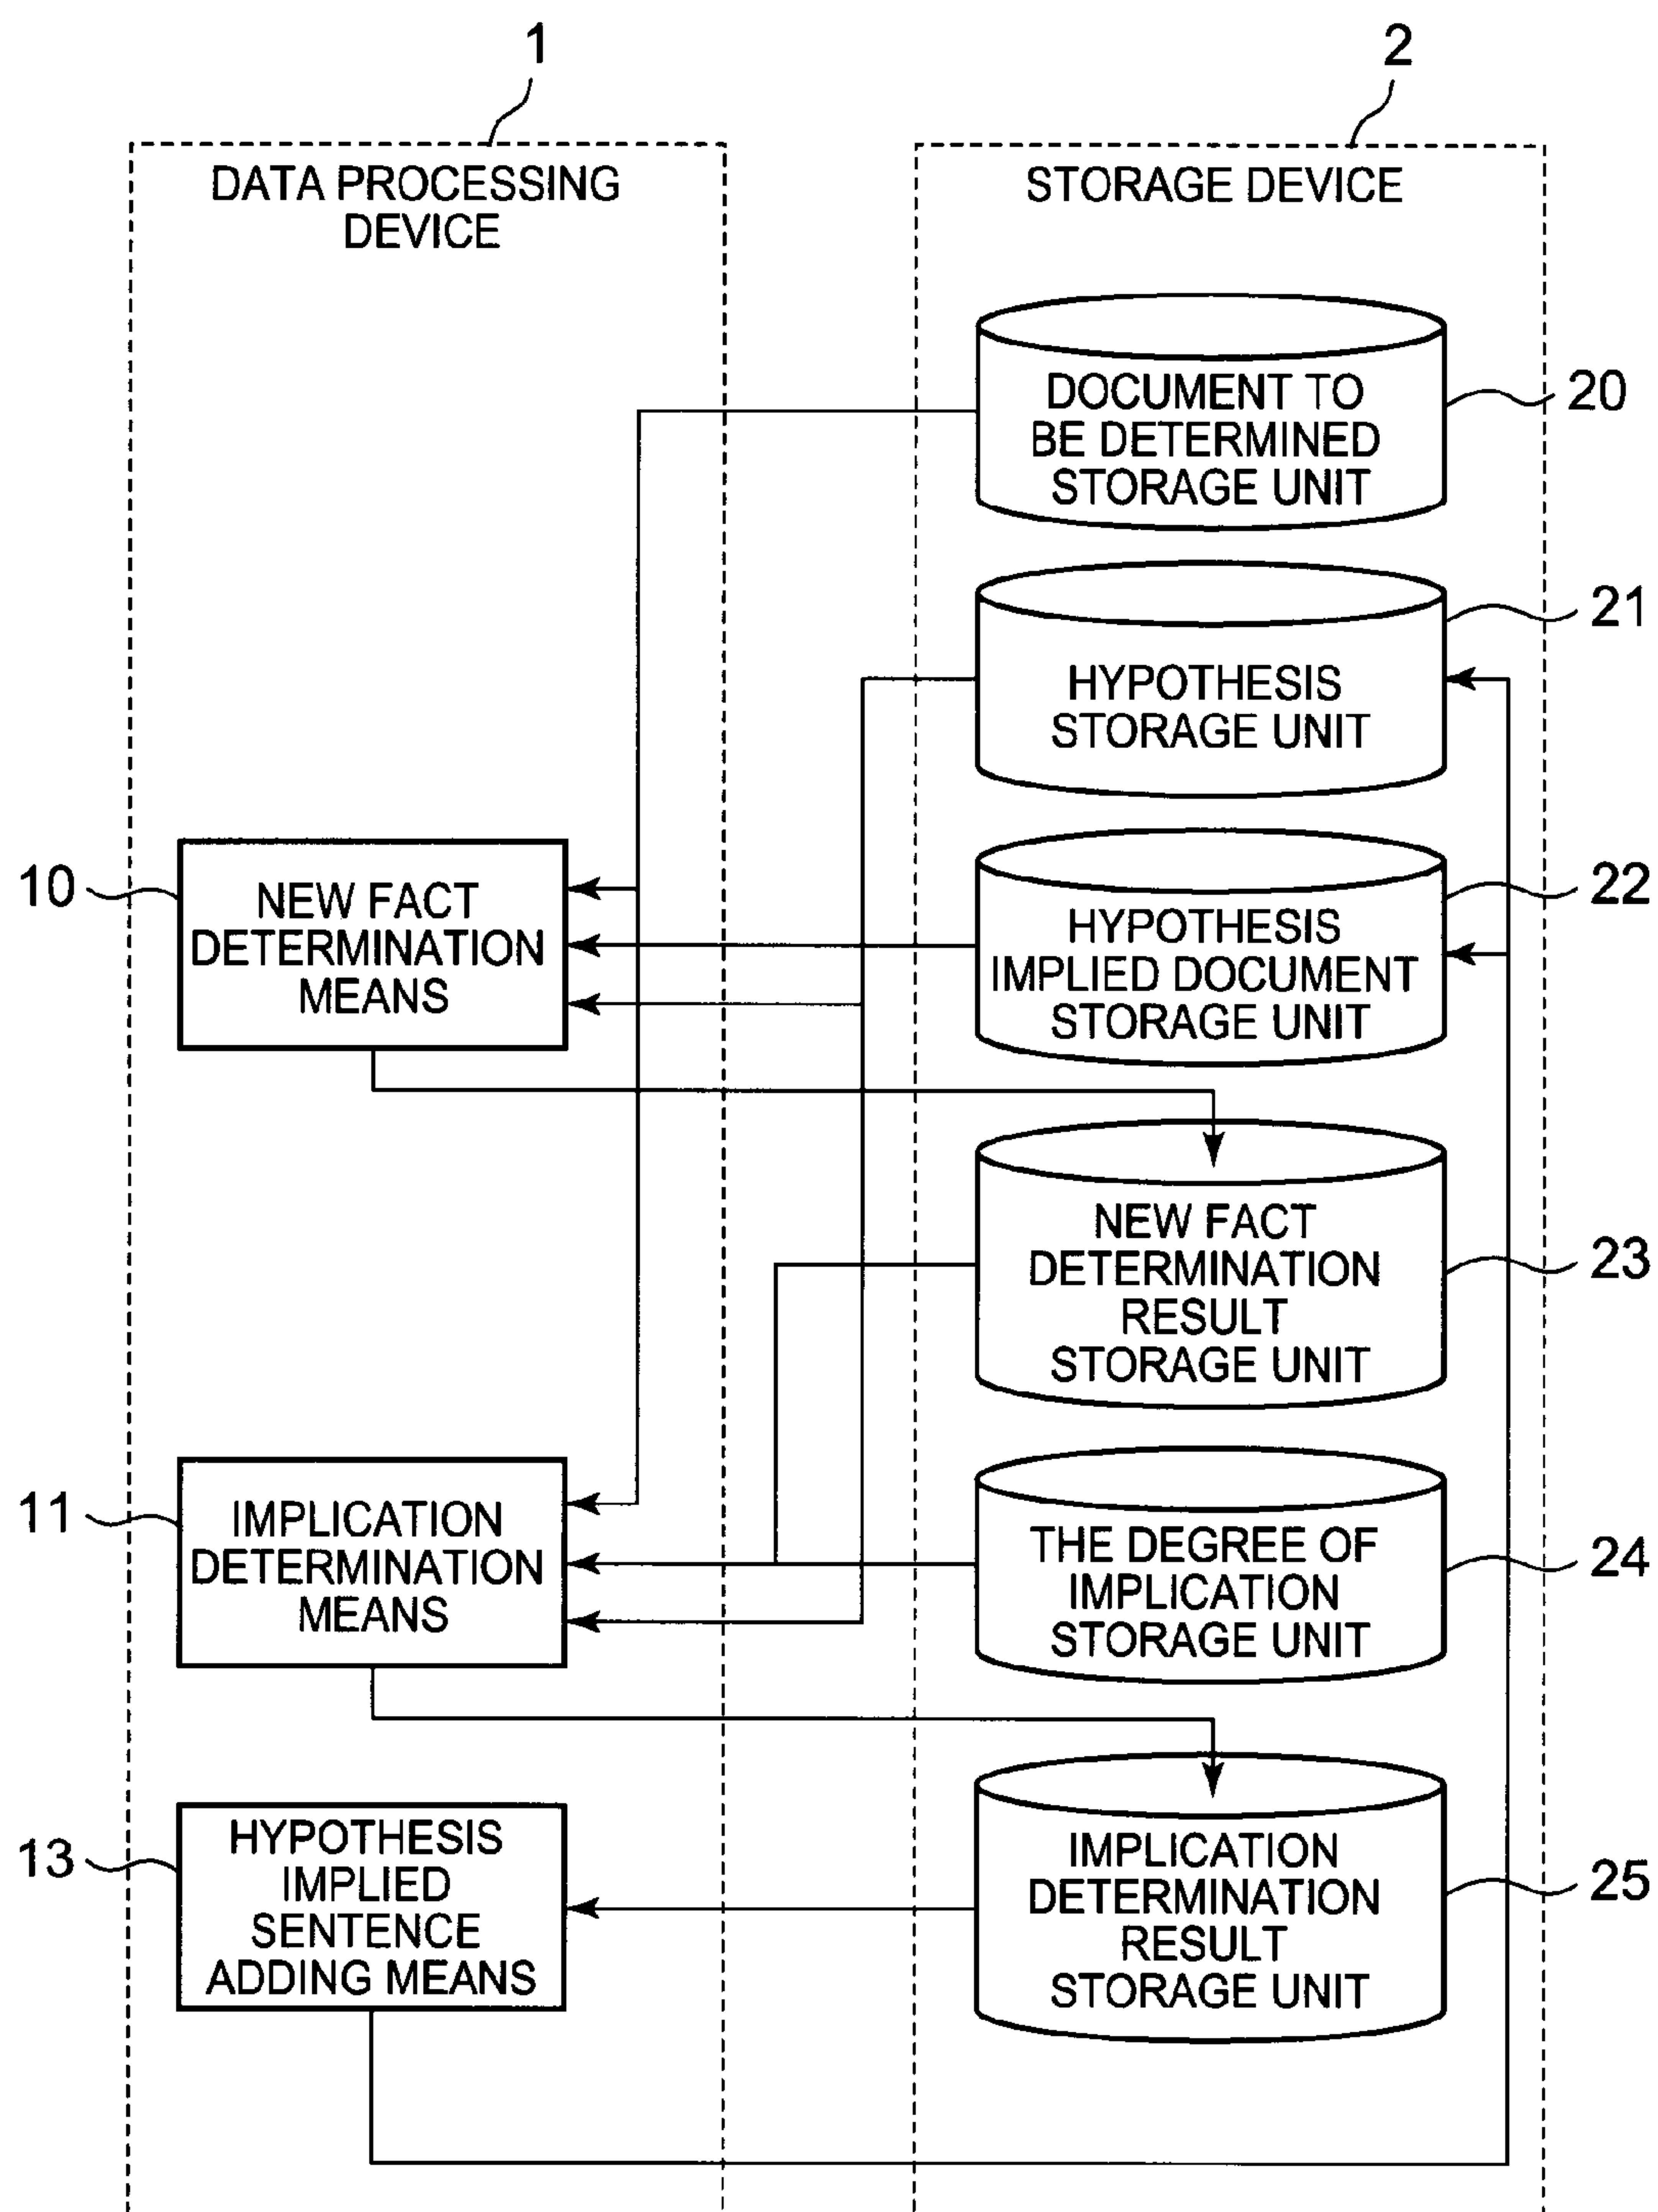 1
2
DATA PROCESSING
DEVICE
STORAGE DEVICE
DOCUMENT TO
BE DETERMINED
STORAGE UNIT
20
HYPOTHESIS
STORAGE UNIT
21
10
NEW FACT
DETERMINATION
MEANS
HYPOTHESIS
IMPLIED DOCUMENT
STORAGE UNIT
22
NEW FACT
DETERMINATION
RESULT
STORAGE UNIT
23
11
IMPLICATION
DETERMINATION
MEANS
THE DEGREE OF
IMPLICATION
STORAGE UNIT
24
13
HYPOTHESIS
IMPLIED
SENTENCE
ADDING MEANS
IMPLICATION
DETERMINATION
RESULT
STORAGE UNIT
25